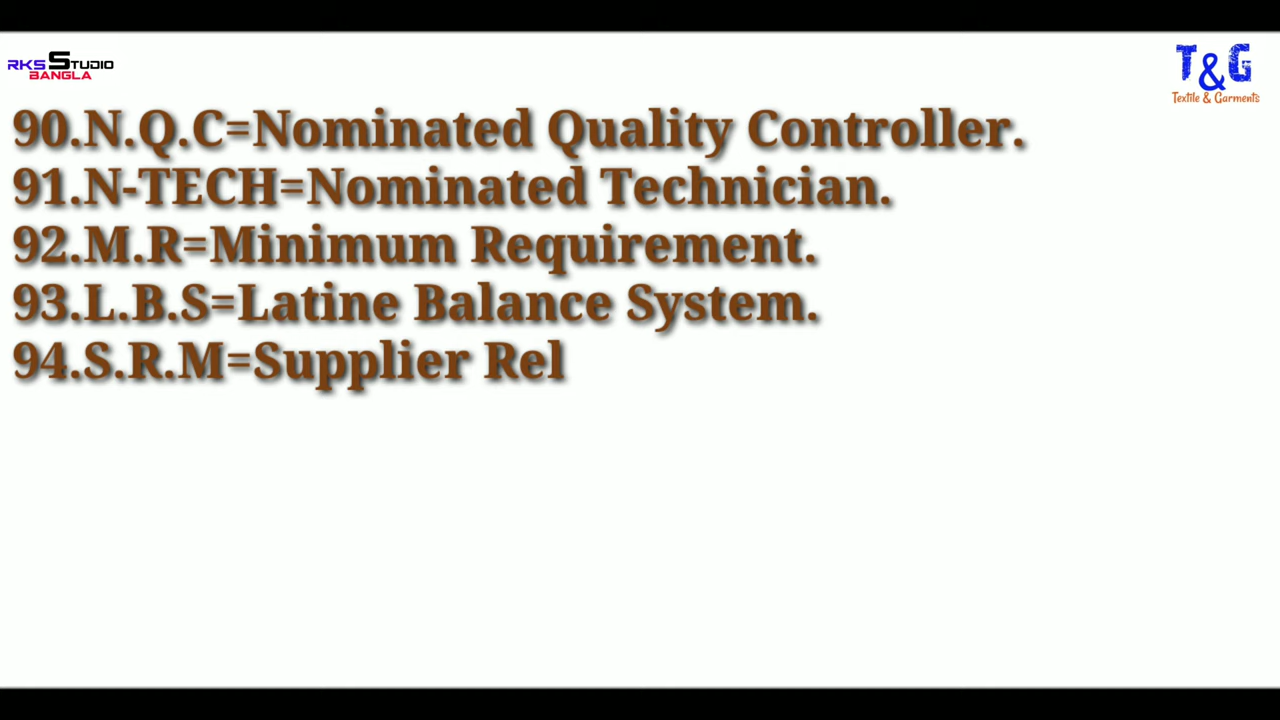 RKS STUDIO
BANGLA
T&G
Textile & Garments
90.N.Q.C=Nominated Quality Controller.
91.N-TECH=Nominated Technician.
92.M.R=Minimum Requirement.
93.L.B.S=Latine Balance System.
94.S.R.M=Supplier Rel